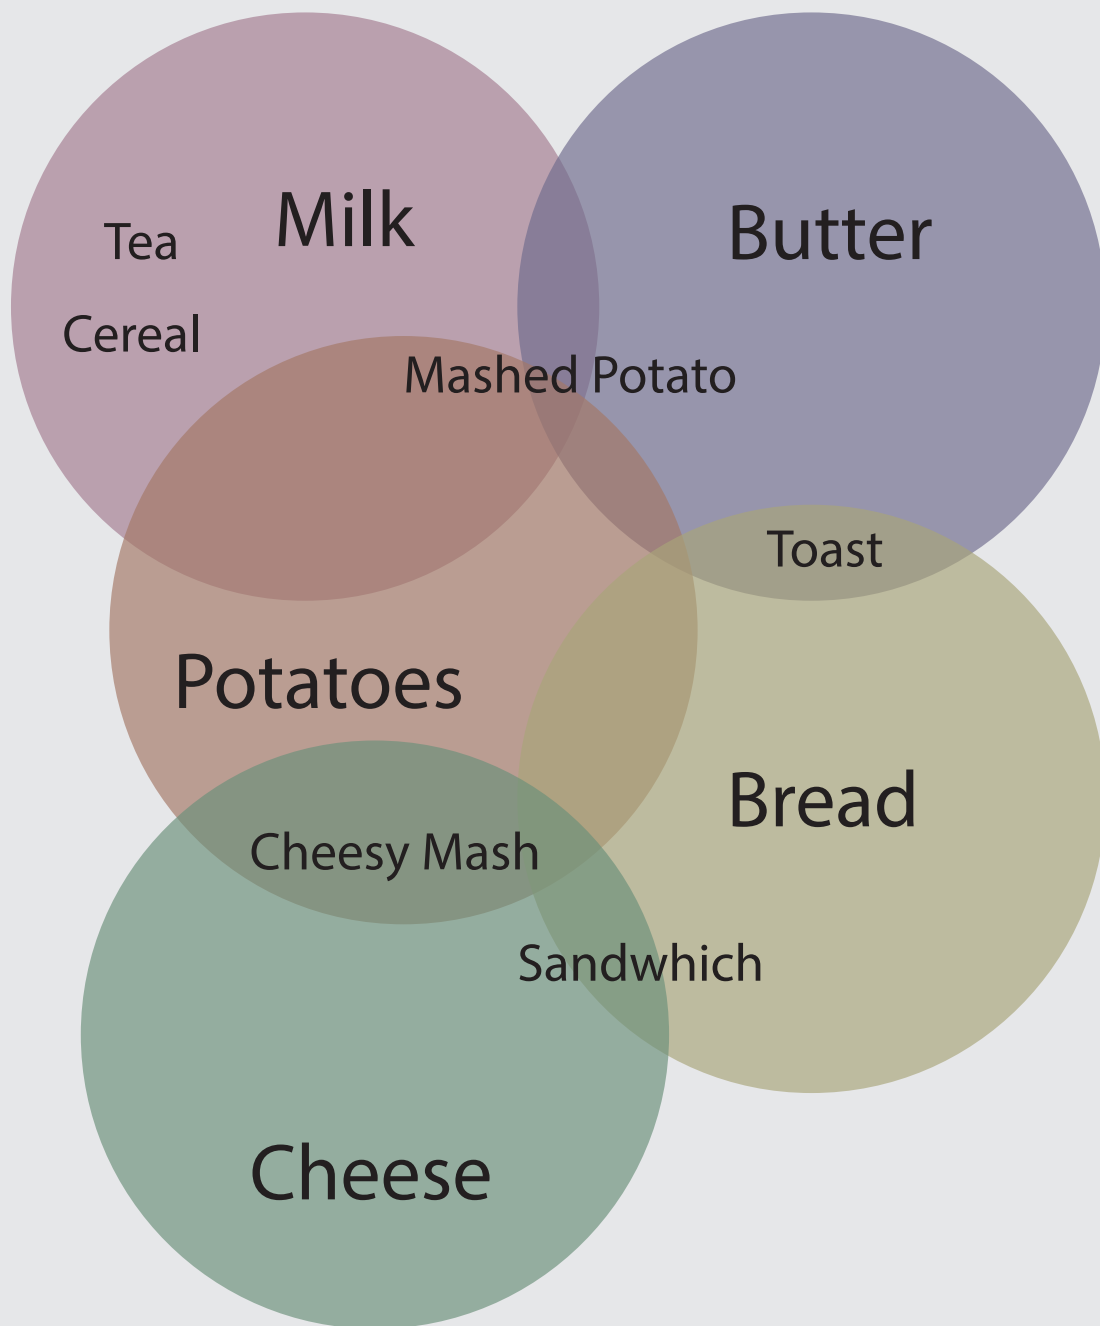 Milk
Butter
Tea
Cereal
Mashed Potato
Toast
Potatoes
Bread
Cheesy Mash
Sandwhich
Cheese